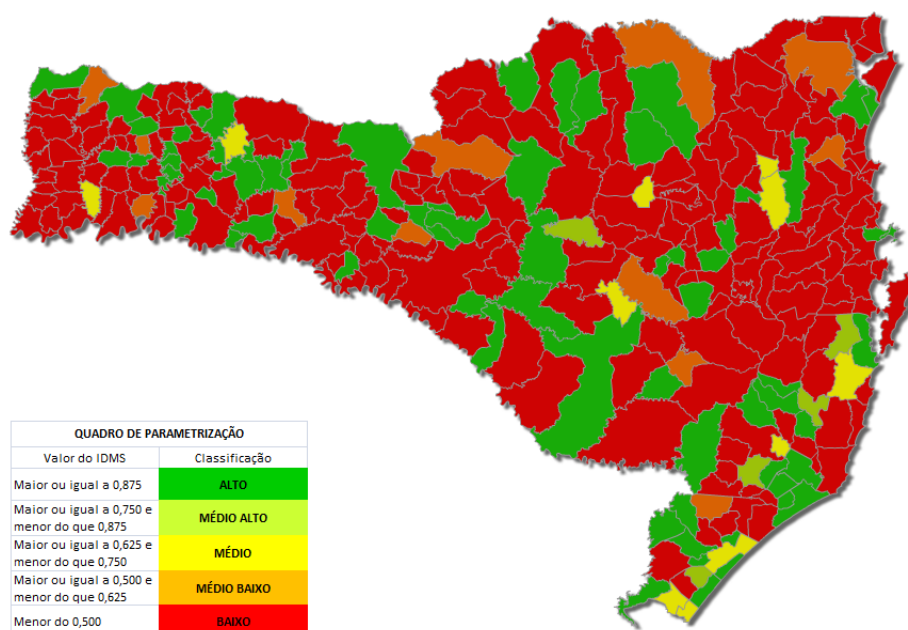 QUADRO DE PARAMETRIZAÇÃO
Valor do IDMS Classificação
Maior ou igual a 0,875 ALTO
Maior ou igual a 0,750 e
menor do que 0,875
MÉDIO ALTO
Maior ou igual a 0,625 e
menor do que 0,750
MÉDIO
Maior ou igual a 0,500 e
menor do que 0,625
MÉDIO BAIXO
Menor do 0,500 BAIXO